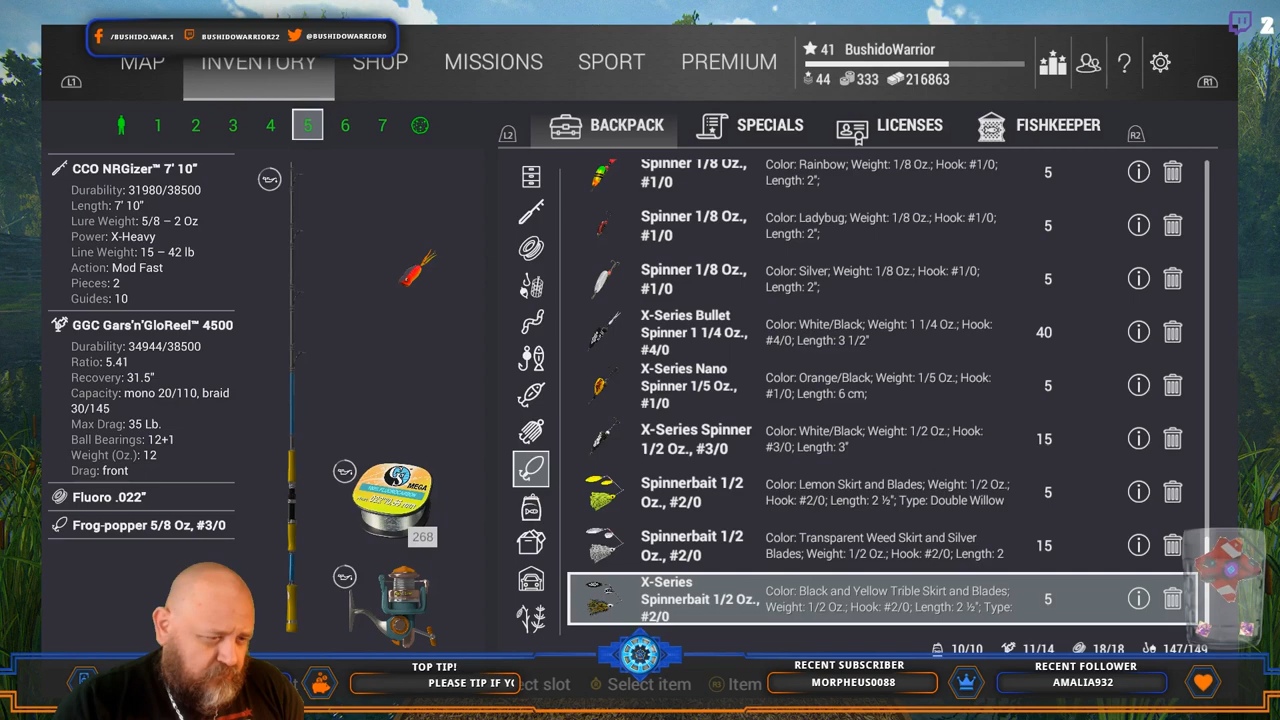 /BUSHIDO.WAR.1 BUSHIDOWARRIOR22 @BUSHIDOWARRIOR0
2
MAP INVENTORY SHOP MISSIONS SPORT PREMIUM
41 BushidoWarrior
44 333 216863
L1
R1
1 2 3 4 5 6 7
L2 BACKPACK SPECIALS LICENSES FISHKEEPER R2
CCO NRGizer™ 7' 10"
Durability: 31980/38500
Length: 7' 10"
Lure Weight: 5/8 – 2 Oz
Power: X-Heavy
Line Weight: 15 – 42 lb
Action: Mod Fast
Pieces: 2
Guides: 10
GGC Gars'n'GloReel™ 4500
Durability: 34944/38500
Ratio: 5.41
Recovery: 31.5"
Capacity: mono 20/110, braid
30/145
Max Drag: 35 Lb.
Ball Bearings: 12+1
Weight (Oz.): 12
Drag: front
Fluoro .022"
Frog-popper 5/8 Oz, #3/0
MEGA
268
Spinner 1/8 Oz.,
#1/0
Color: Rainbow; Weight: 1/8 Oz.; Hook: #1/0;
Length: 2";
5
Spinner 1/8 Oz.,
#1/0
Color: Ladybug; Weight: 1/8 Oz.; Hook: #1/0;
Length: 2";
5
Spinner 1/8 Oz.,
#1/0
Color: Silver; Weight: 1/8 Oz.; Hook: #1/0;
Length: 2";
5
X-Series Bullet
Spinner 1 1/4 Oz.,
#4/0
Color: White/Black; Weight: 1 1/4 Oz.; Hook:
#4/0; Length: 3 1/2"
40
X-Series Nano
Spinner 1/5 Oz.,
#1/0
Color: Orange/Black; Weight: 1/5 Oz.; Hook:
#1/0; Length: 6 cm;
5
X-Series Spinner
1/2 Oz., #3/0
Color: White/Black; Weight: 1/2 Oz.; Hook:
#3/0; Length: 3"
15
Spinnerbait 1/2
Oz., #2/0
Color: Lemon Skirt and Blades; Weight: 1/2 Oz.;
Hook: #2/0; Length: 2 ½"; Type: Double Willow
5
Spinnerbait 1/2
Oz., #2/0
Color: Transparent Weed Skirt and Silver
Blades; Weight: 1/2 Oz.; Hook: #2/0; Length: 2
15
X-Series
Spinnerbait 1/2 Oz.,
#2/0
Color: Black and Yellow Trible Skirt and Blades;
Weight: 1/2 Oz.; Hook: #2/0; Length: 2 ½"; Type:
5
10/10 11/14 18/18 147/149
TOP TIP!
PLEASE TIP IF Y
ect slot Select item R3 Item
RECENT SUBSCRIBER
MORPHEUS0088
RECENT FOLLOWER
AMALIA932